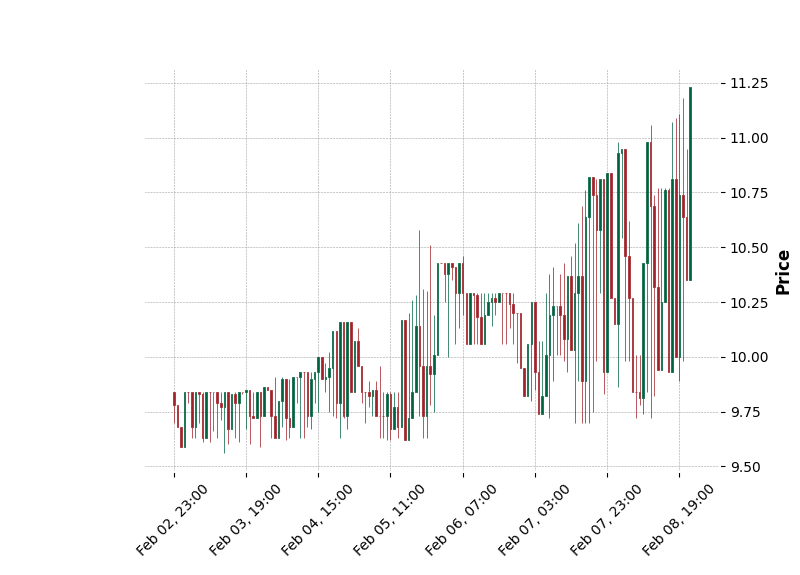 11.25
11.00
10.75
10.50
10.25
10.00
9.75
9.50
Price
Feb 02, 23:00
Feb 03, 19:00
Feb 04, 15:00
Feb 05, 11:00
Feb 06, 07:00
Feb 07, 03:00
Feb 07, 23:00
Feb 08, 19:00